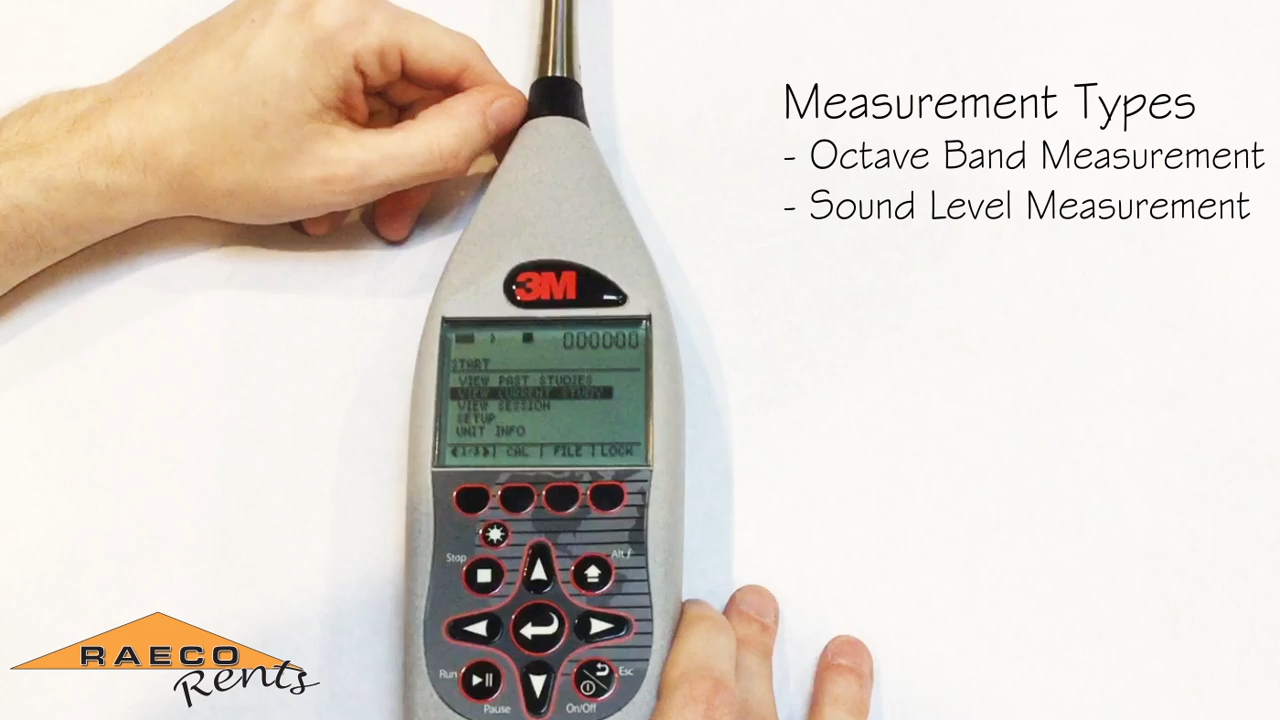 Measurement Types
- Octave Band Measurement
- Sound Level Measurement
3M
000000
START
VIEW PAST STUDIES
VIEW CURRENT STUDY
VIEW SESSION
SETUP
UNIT INFO
CAL | FILE | LOCK
Stop
Alt f
Run
Esc
Pause
On/Off
RAECO
Rents